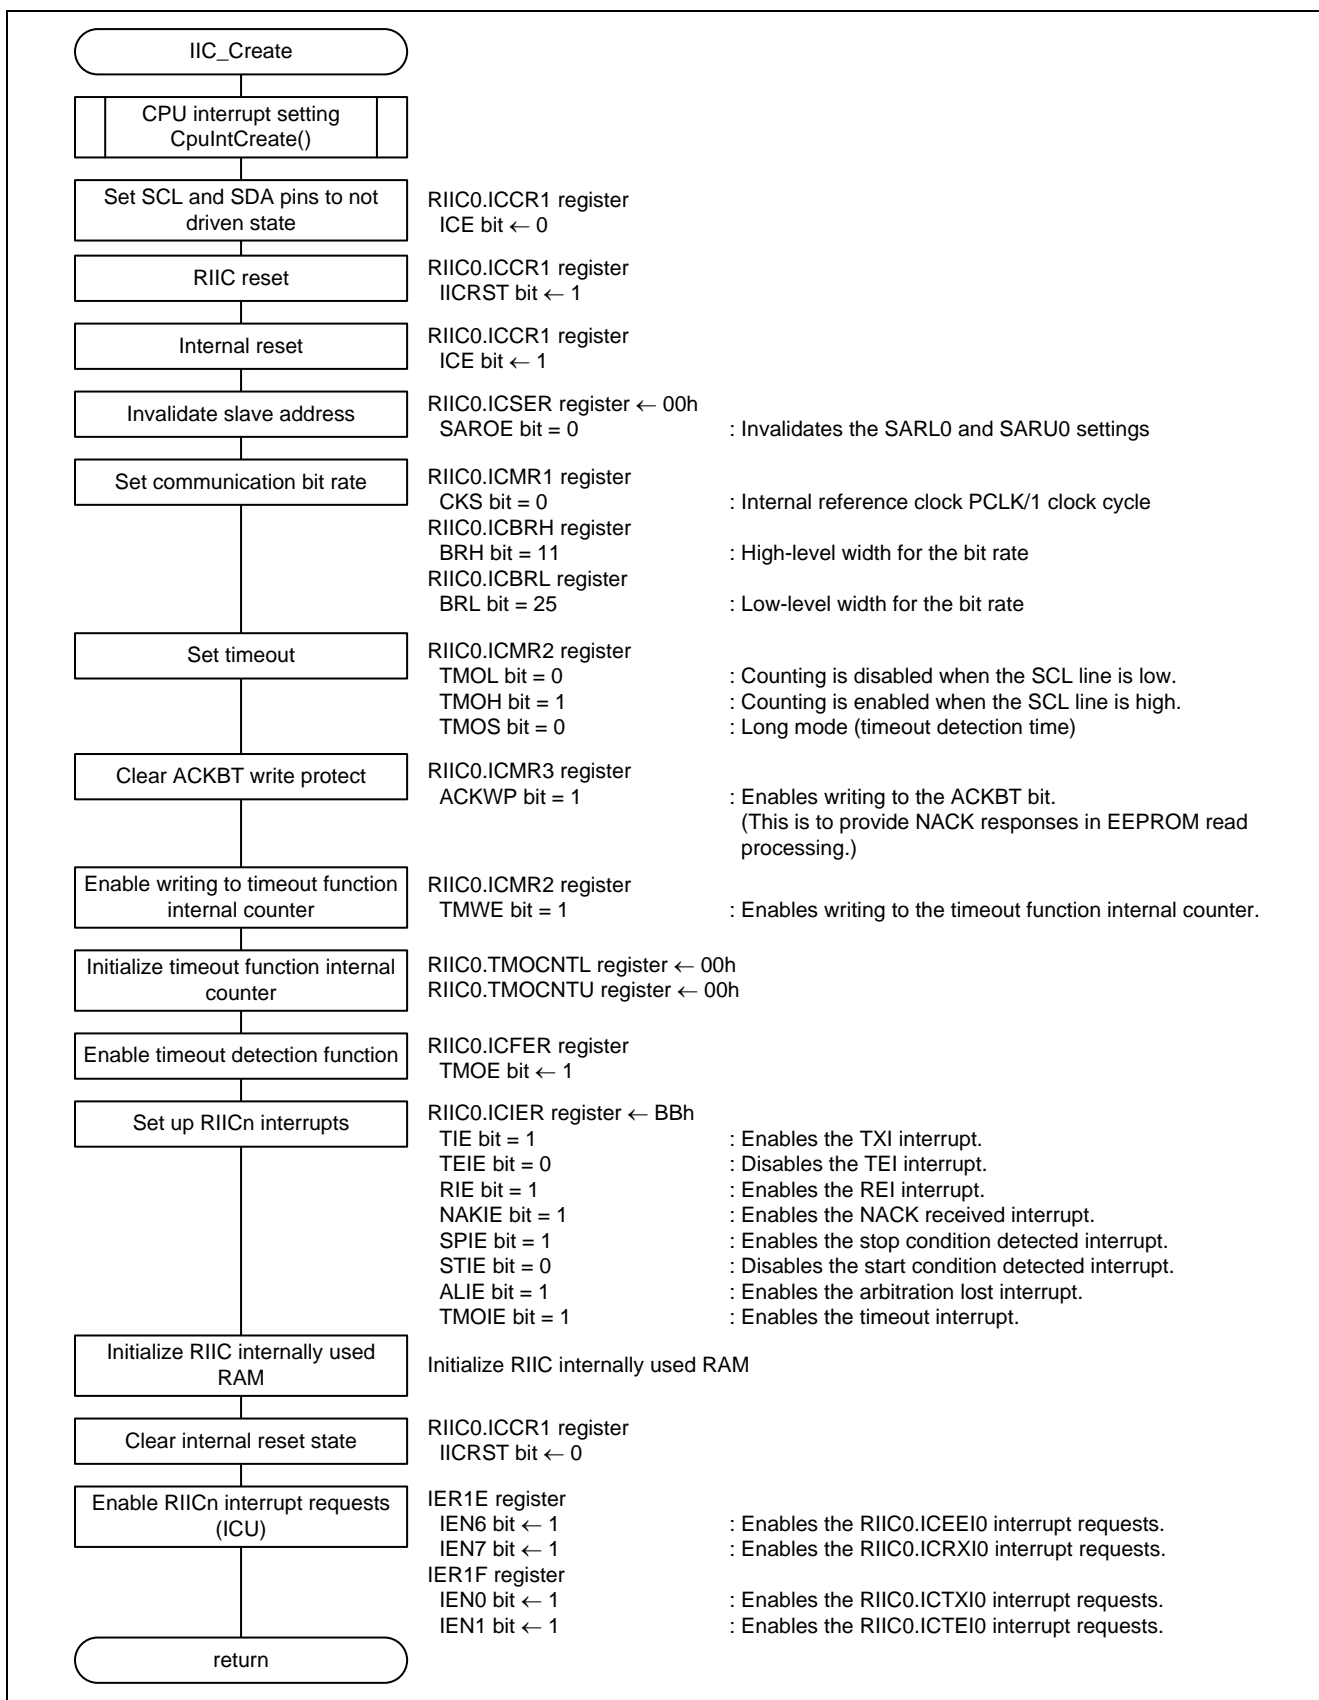 IIC_Create
CPU interrupt setting
CpuIntCreate()
Set SCL and SDA pins to not
driven state
RIIC0.ICCR1 register
ICE bit ← 0
RIIC reset
RIIC0.ICCR1 register
IICRST bit ← 1
Internal reset
RIIC0.ICCR1 register
ICE bit ← 1
Invalidate slave address
RIIC0.ICSER register ← 00h
SAROE bit = 0 : Invalidates the SARL0 and SARU0 settings
Set communication bit rate
RIIC0.ICMR1 register
CKS bit = 0 : Internal reference clock PCLK/1 clock cycle
RIIC0.ICBRH register
BRH bit = 11 : High-level width for the bit rate
RIIC0.ICBRL register
BRL bit = 25 : Low-level width for the bit rate
Set timeout
RIIC0.ICMR2 register
TMOL bit = 0 : Counting is disabled when the SCL line is low.
TMOH bit = 1 : Counting is enabled when the SCL line is high.
TMOS bit = 0 : Long mode (timeout detection time)
Clear ACKBT write protect
RIIC0.ICMR3 register
ACKWP bit = 1 : Enables writing to the ACKBT bit.
(This is to provide NACK responses in EEPROM read
processing.)
Enable writing to timeout function
internal counter
RIIC0.ICMR2 register
TMWE bit = 1 : Enables writing to the timeout function internal counter.
Initialize timeout function internal
counter
RIIC0.TMOCNTL register ← 00h
RIIC0.TMOCNTU register ← 00h
Enable timeout detection function
RIIC0.ICFER register
TMOE bit ← 1
Set up RIICn interrupts
RIIC0.ICIER register ← BBh
TIE bit = 1 : Enables the TXI interrupt.
TEIE bit = 0 : Disables the TEI interrupt.
RIE bit = 1 : Enables the REI interrupt.
NAKIE bit = 1 : Enables the NACK received interrupt.
SPIE bit = 1 : Enables the stop condition detected interrupt.
STIE bit = 0 : Disables the start condition detected interrupt.
ALIE bit = 1 : Enables the arbitration lost interrupt.
TMOIE bit = 1 : Enables the timeout interrupt.
Initialize RIIC internally used
RAM
Initialize RIIC internally used RAM
Clear internal reset state
RIIC0.ICCR1 register
IICRST bit ← 0
Enable RIICn interrupt requests
(ICU)
IER1E register
IEN6 bit ← 1 : Enables the RIIC0.ICEEI0 interrupt requests.
IEN7 bit ← 1 : Enables the RIIC0.ICRXI0 interrupt requests.
IER1F register
IEN0 bit ← 1 : Enables the RIIC0.ICTXI0 interrupt requests.
IEN1 bit ← 1 : Enables the RIIC0.ICTEI0 interrupt requests.
return